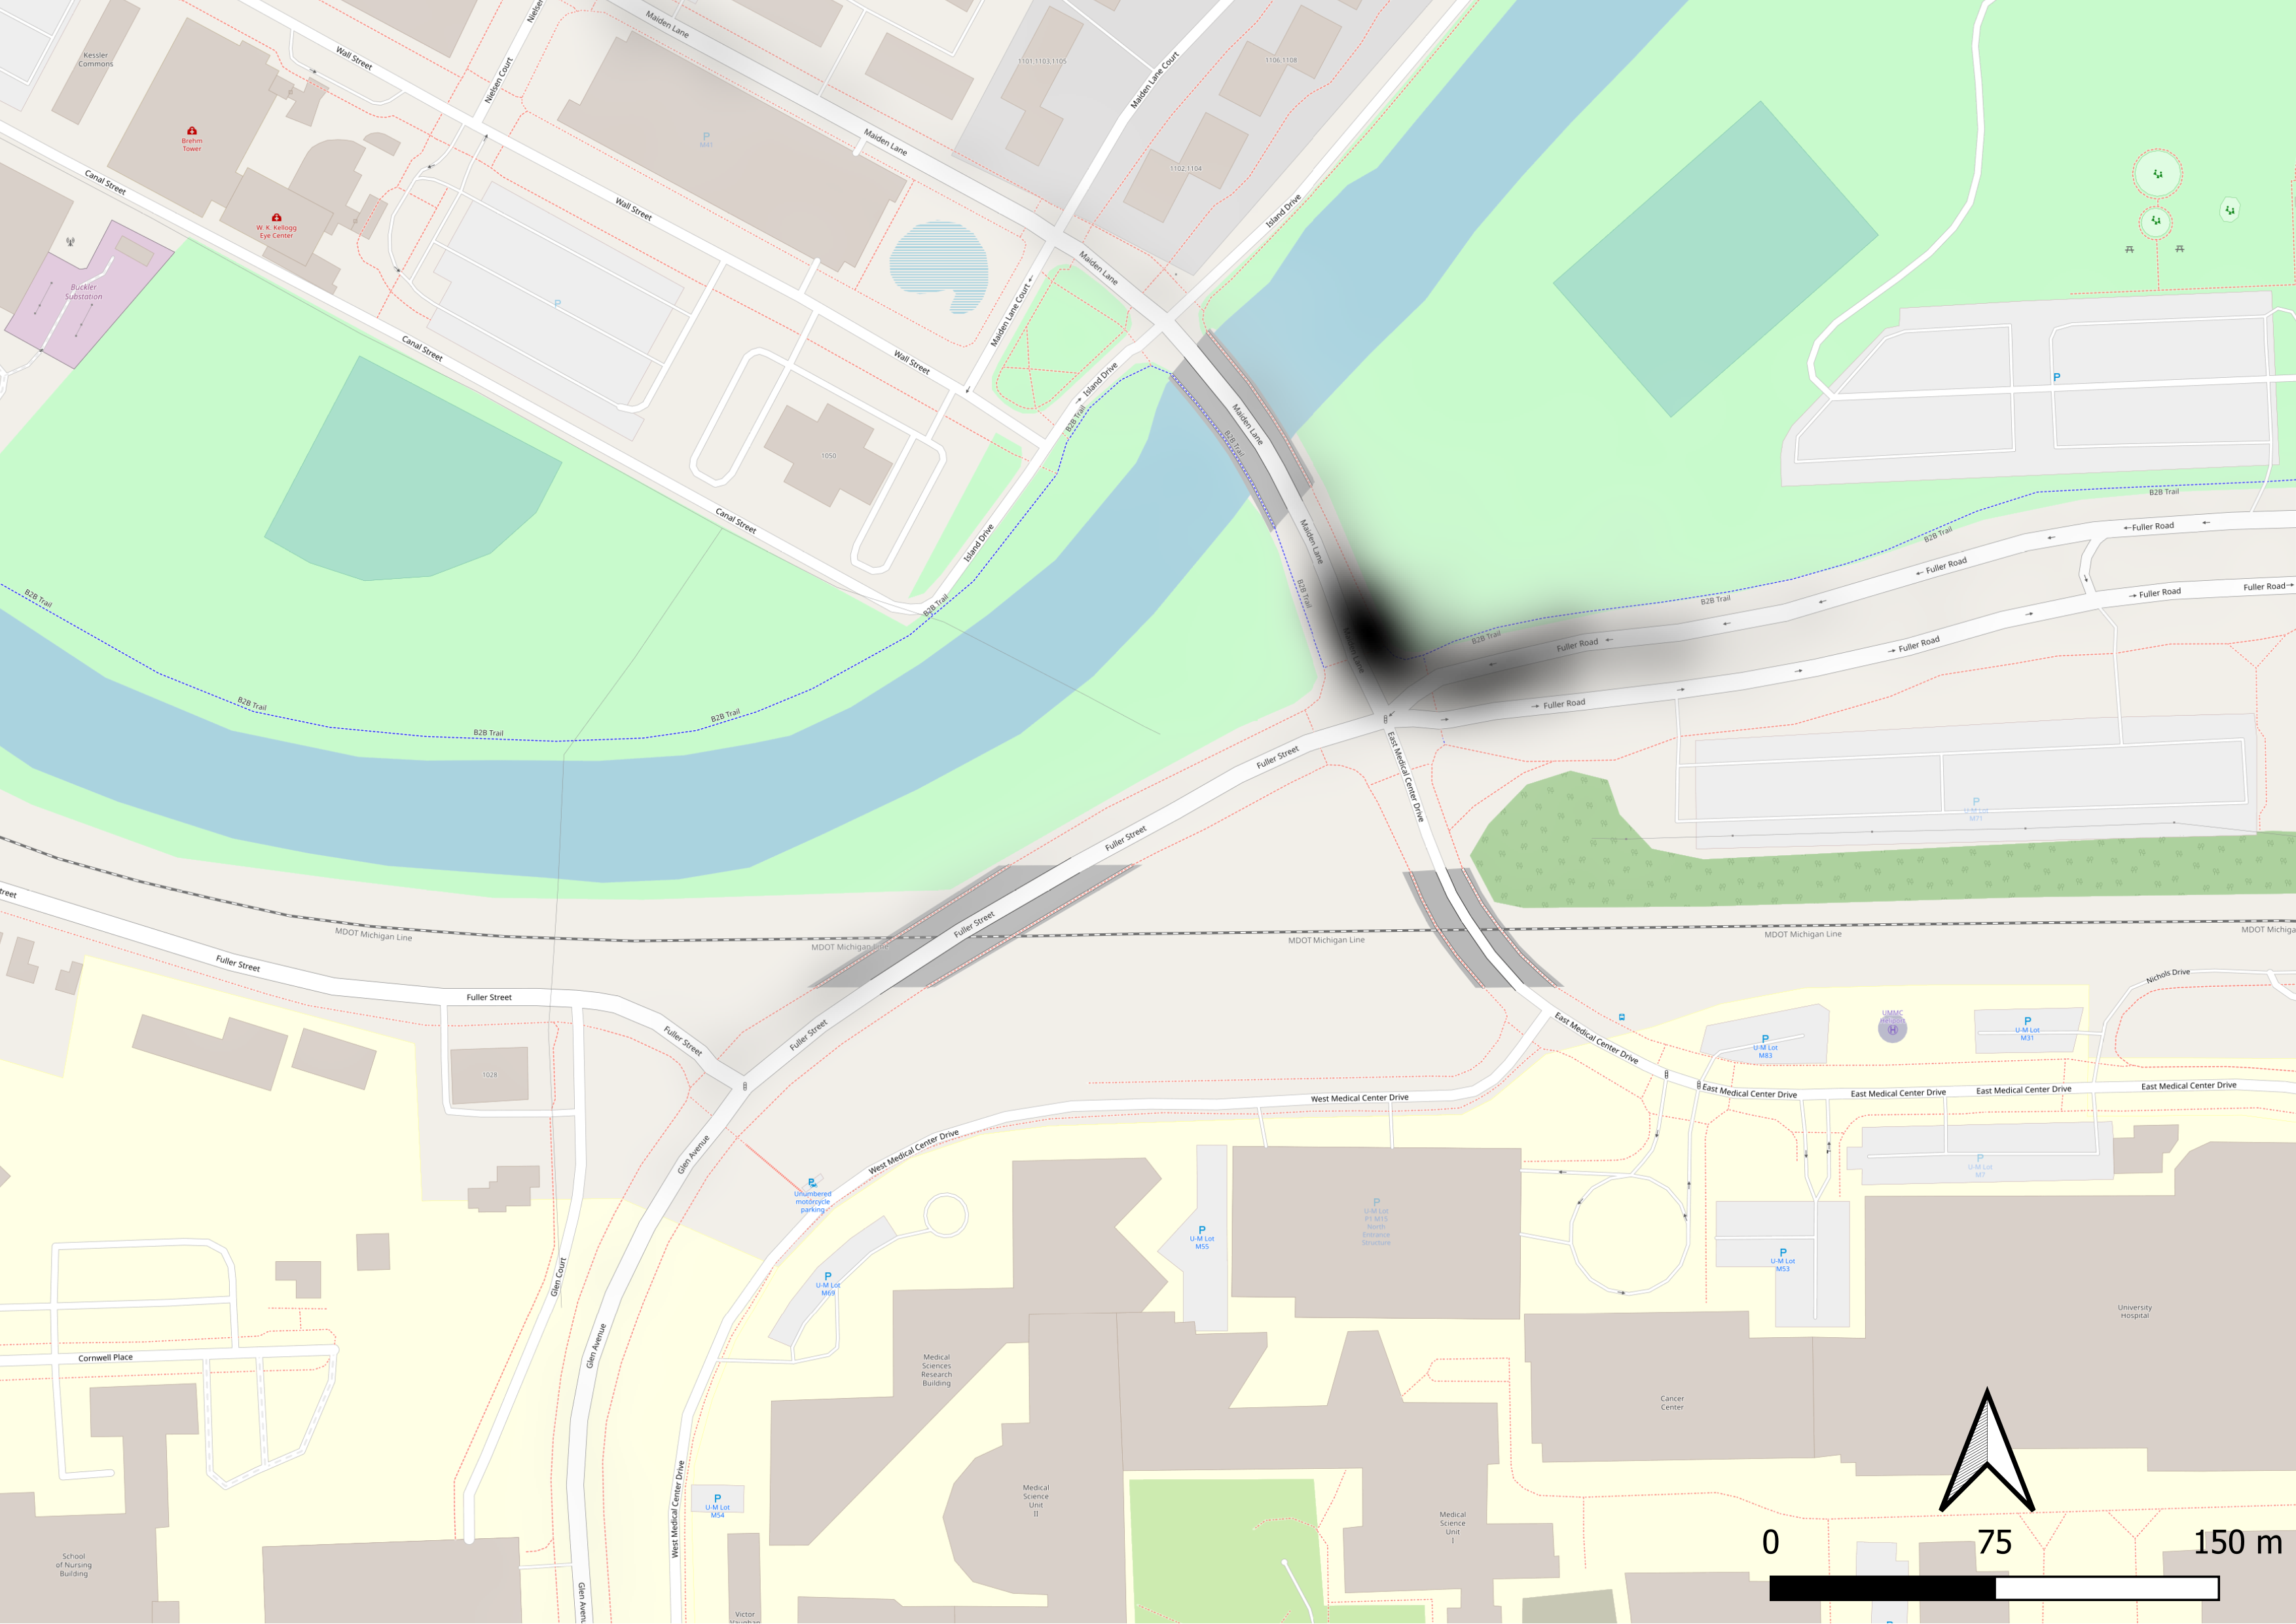 Maiden Lane
Nielsen Court
Kessler
Commons
Wall Street
1101;1103;1105
1106;1108
Maiden Lane Court
Nielsen Court
Brehm
Tower
P
M41
Maiden Lane
1102;1104
Canal Street
Wall Street
Island Drive
W. K. Kellogg
Eye Center
Maiden Lane
Buckler
Substation
P
Maiden Lane Court
Canal Street
Wall Street
Island Drive
P
B2B Trail
Maiden Lane
B2B Trail
1050
B2B Trail
Canal Street
Maiden Lane
Fuller Road
B2B Trail
Island Drive
Fuller Road
Fuller Road
Fuller Road
B2B Trail
B2B Trail
B2B Trail
B2B Trail
B2B Trail
Fuller Road
Fuller Road
Maiden Lane
B2B Trail
B2B Trail
B2B Trail
Fuller Road
Fuller Street
East Medical Center Drive
P
U-M Lot
M71
Fuller Street
MDOT Michigan Line
MDOT Michigan Line
Fuller Street
MDOT Michigan Line
MDOT Michigan Line
MDOT Michiga
Fuller Street
Nichols Drive
Fuller Street
Fuller Street
Fuller Street
East Medical Center Drive
UMMC
P
U-M Lot
M83
H
P
U-M Lot
M31
1028
East Medical Center Drive
East Medical Center Drive
East Medical Center Drive
East Medical Center Drive
West Medical Center Drive
Glen Avenue
West Medical Center Drive
P
U-M Lot
M7
Unumbered
motorcycle
parking
P
U-M Lot
P1 M15
North
Entrance
Structure
P
U-M Lot
M55
P
U-M Lot
M53
Glen Court
P
U-M Lot
M69
University
Hospital
Glen Avenue
Cornwell Place
Medical
Sciences
Research
Building
Cancer
Center
West Medical Center Drive
P
U-M Lot
M54
Medical
Science
Unit
II
Medical
Science
Unit
I
0 75 150 m
School
of Nursing
Building
Glen Avenu
Victor
P